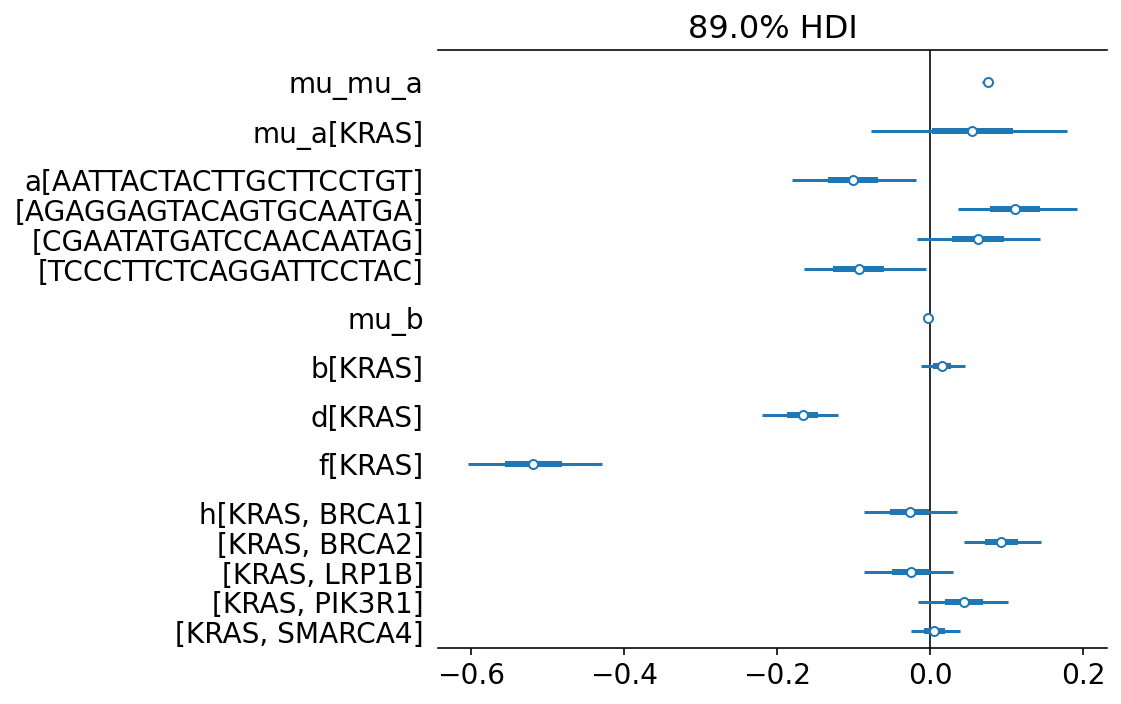 89.0% HDI
mu_mu_a
mu_a[KRAS]
a[AATTACTACTTGCTTCCTGT]
[AGAGGAGTACAGTGCAATGA]
[CGAATATGATCCAACAATAG]
[TCCCTTCTCAGGATTCCTAC]
mu_b
b[KRAS]
d[KRAS]
f[KRAS]
h[KRAS, BRCA1]
[KRAS, BRCA2]
[KRAS, LRP1B]
[KRAS, PIK3R1]
[KRAS, SMARCA4]
−0.6 −0.4 −0.2 0.0 0.2